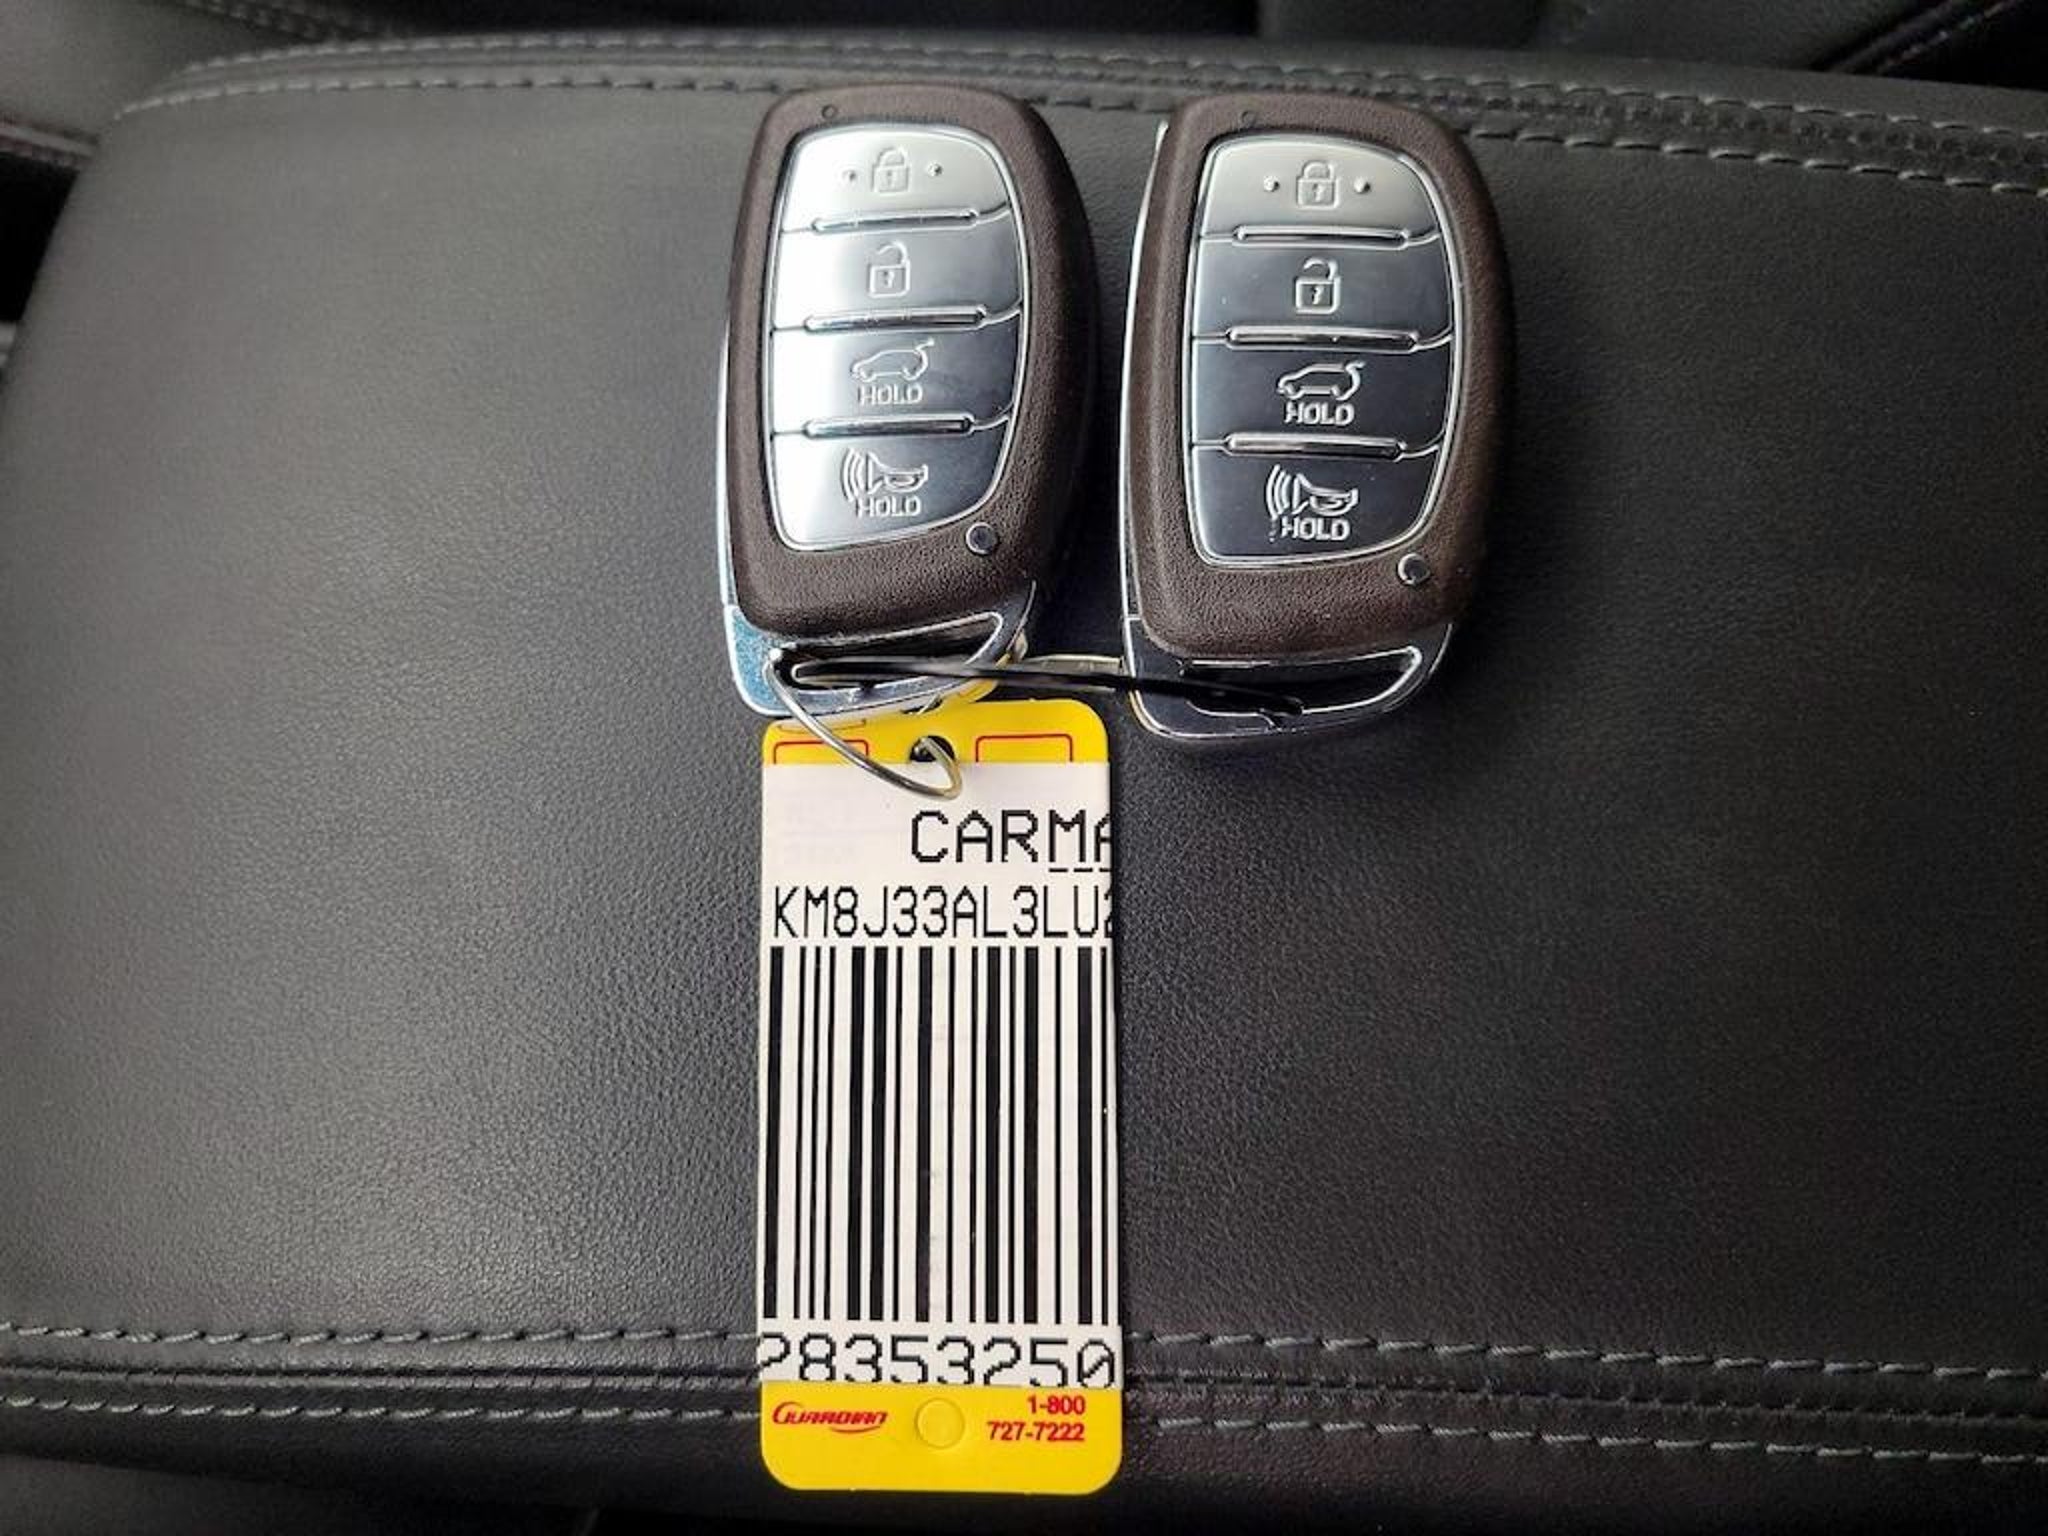 HOLD
HOLD
HOLD
HOLD
CARMA
KM8J33AL3LU2
28353250
GUARDIAN
1-800
727-7222